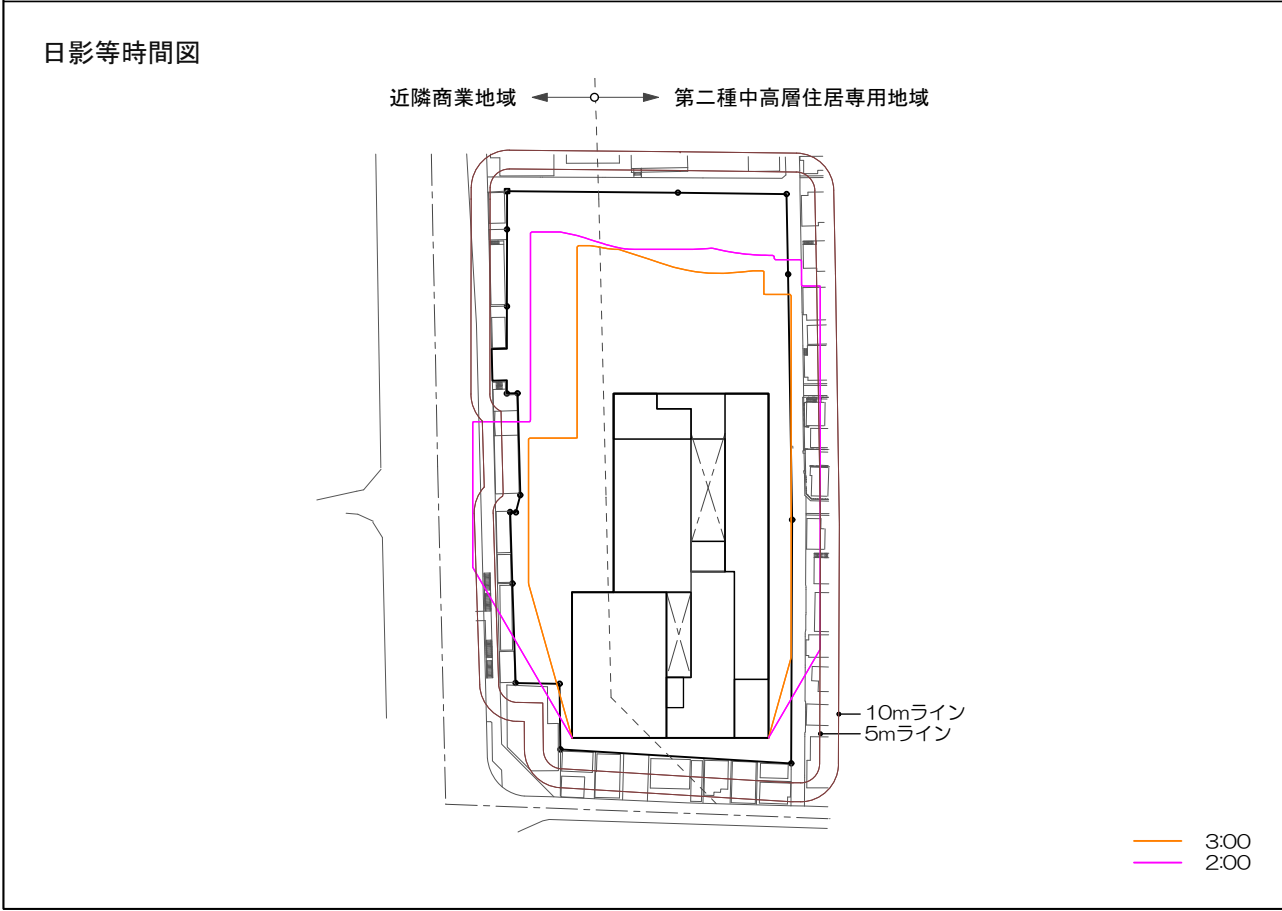 日影等時間図
近隣商業地域
第二種中高層住居専用地域
10mライン
5mライン
3:00
2:00